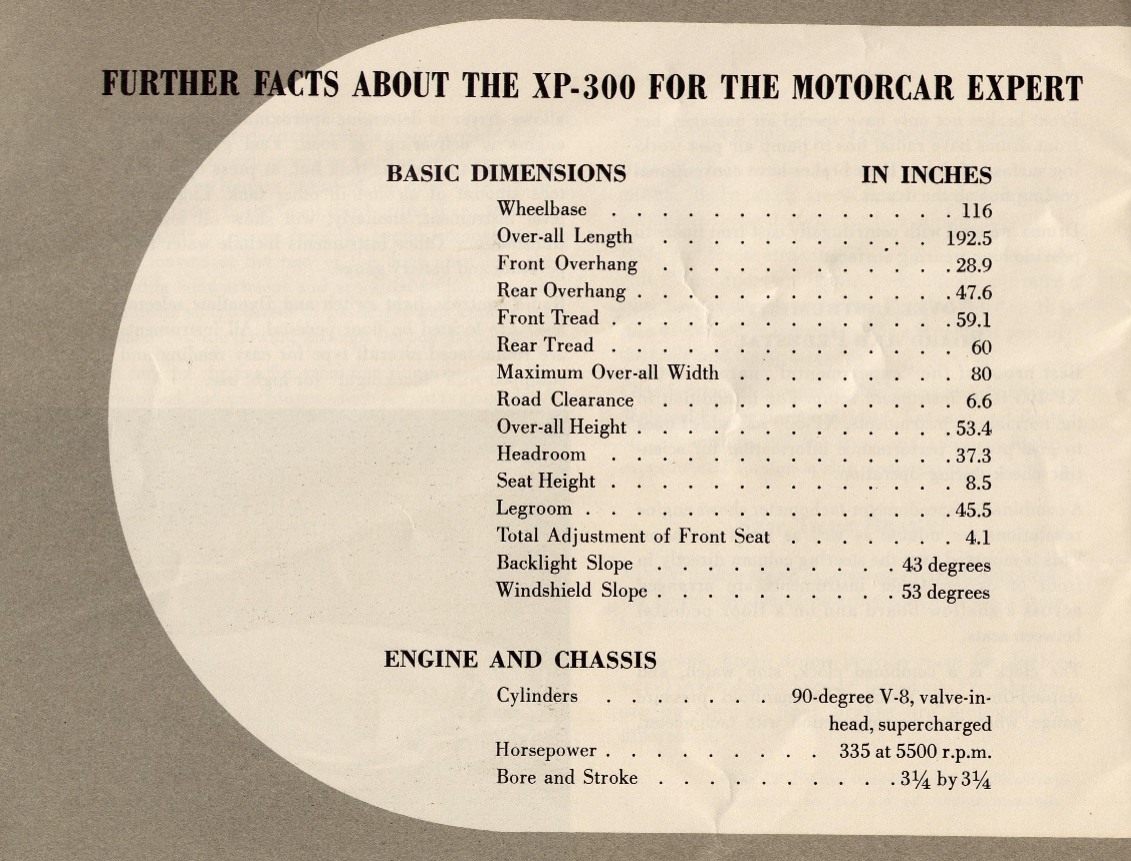 FURTHER FACTS ABOUT THE XP-300 FOR THE MOTORCAR EXPERT
BASIC DIMENSIONS IN INCHES
Wheelbase . . . . . . . . . . . . . . 116
Over-all Length . . . . . . . . . . . . 192.5
Front Overhang . . . . . . . . . . . . 28.9
Rear Overhang . . . . . . . . . . . . 47.6
Front Tread . . . . . . . . . . . . . . 59.1
Rear Tread . . . . . . . . . . . . . . 60
Maximum Over-all Width . . . . . . . . 80
Road Clearance . . . . . . . . . . . . 6.6
Over-all Height . . . . . . . . . . . . . 53.4
Headroom . . . . . . . . . . . . . . 37.3
Seat Height . . . . . . . . . . . . . . 8.5
Legroom . . . . . . . . . . . . . . . 45.5
Total Adjustment of Front Seat . . . . . . 4.1
Backlight Slope . . . . . . . . . . 43 degrees
Windshield Slope . . . . . . . . . . 53 degrees
ENGINE AND CHASSIS
Cylinders . . . . . . . 90-degree V-8, valve-in-
head, supercharged
Horsepower . . . . . . . . . 335 at 5500 r.p.m.
Bore and Stroke . . . . . . . . . . 3¼ by 3¼